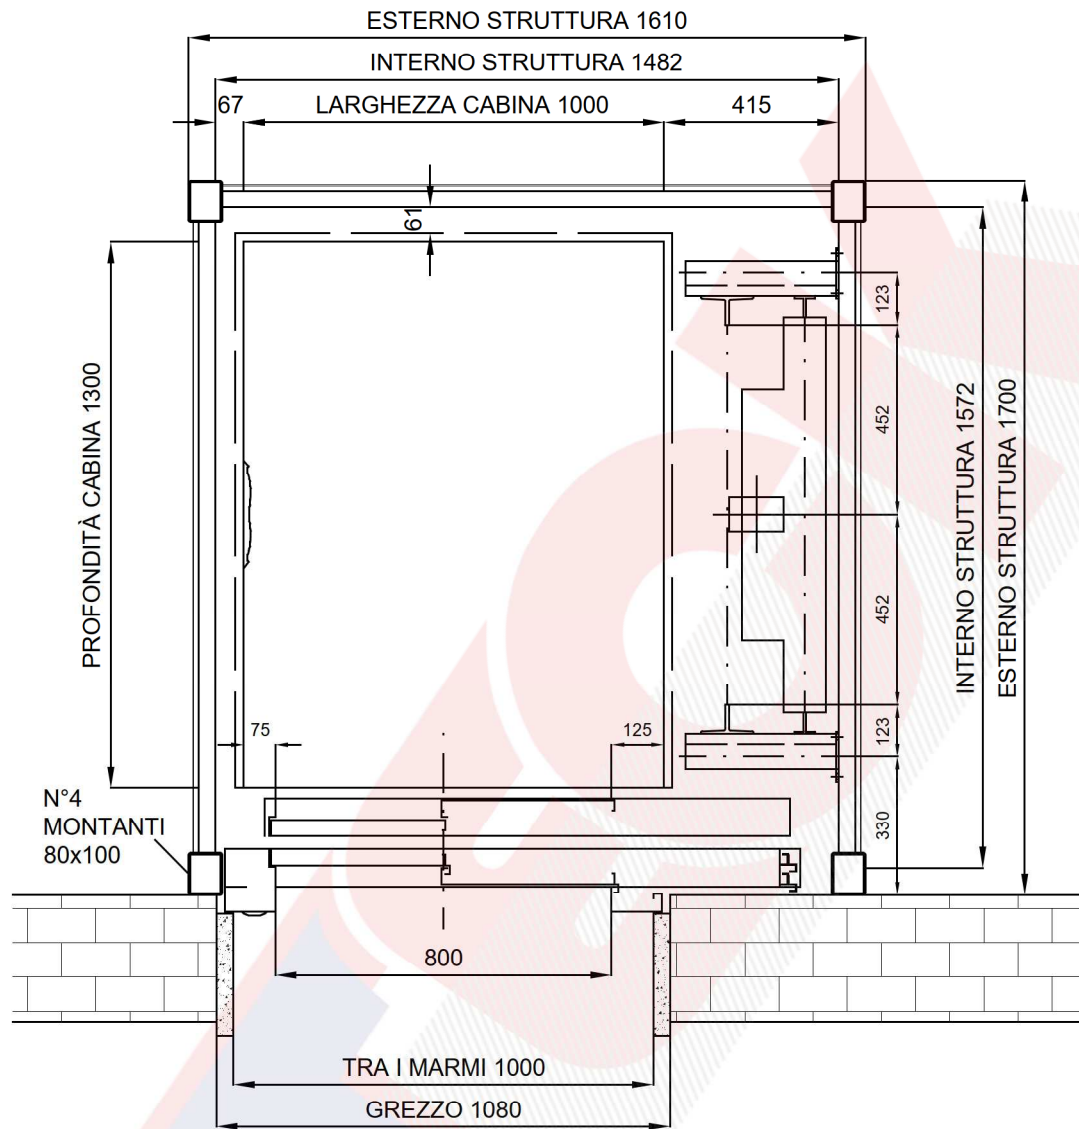 ESTERNO STRUTTURA 1610
INTERNO STRUTTURA 1482
67
LARGHEZZA CABINA 1000
415
61
123
452
PROFONDITÀ CABINA 1300
INTERNO STRUTTURA 1572
ESTERNO STRUTTURA 1700
452
75
125
123
N°4
MONTANTI
80x100
330
800
TRA I MARMI 1000
GREZZO 1080